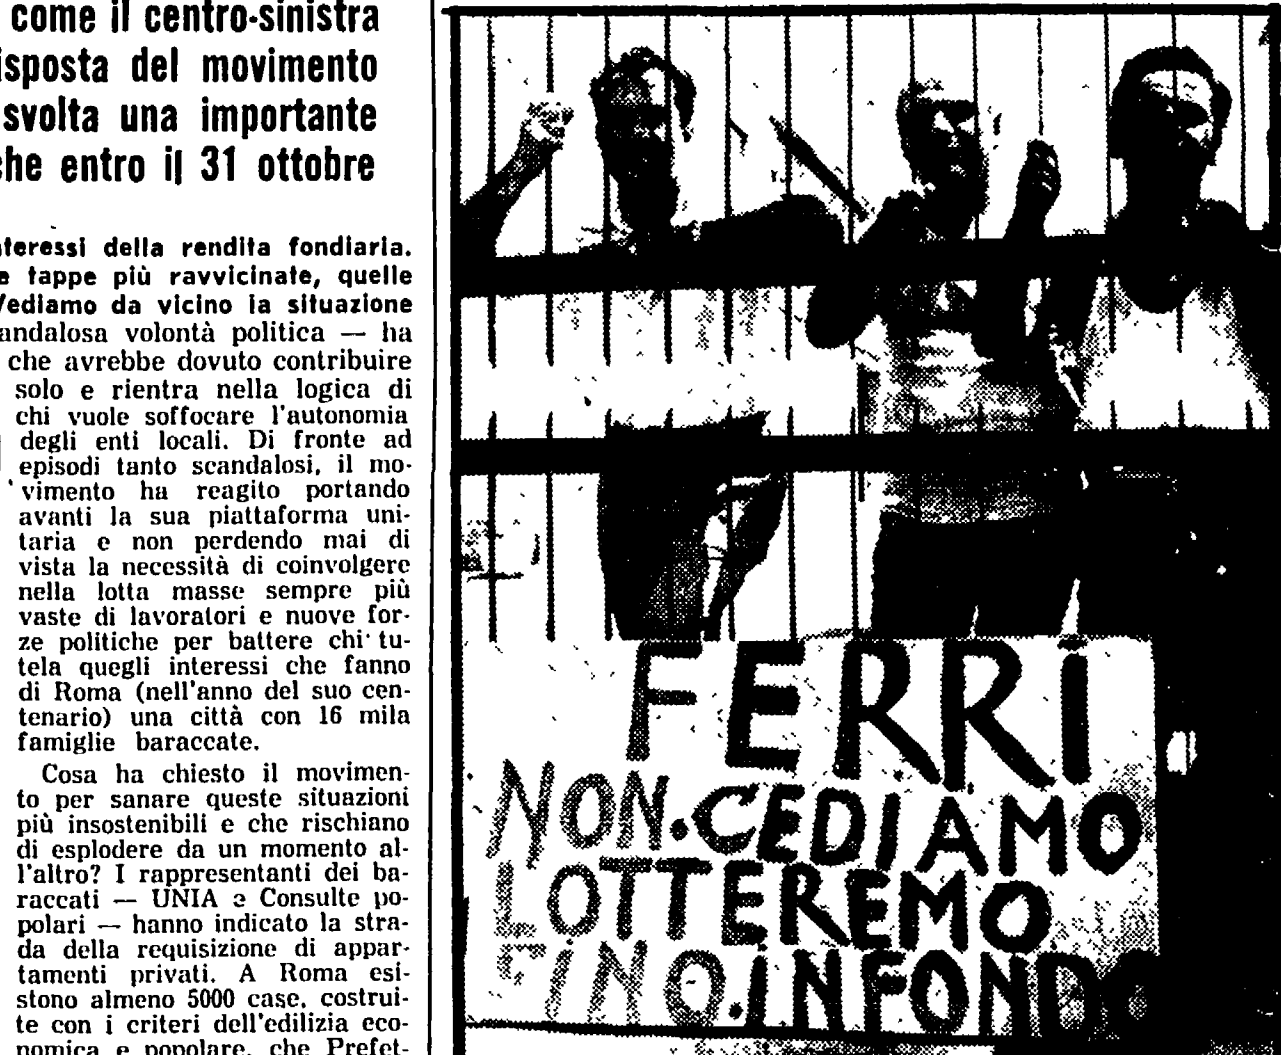 come il centro-sinistra
isposta del movimento
svolta una importante
che entro il 31 ottobre
nteressi della rendita fondiaria.
e tappe più ravvicinate, quelle
Vediamo da vicino la situazione
andalosa volontà politica — ha
che avrebbe dovuto contribuire
solo e rientra nella logica di
chi vuole soffocare l'autonomia
degli enti locali. Di fronte ad
episodi tanto scandalosi, il mo-
vimento ha reagito portando
avanti la sua piattaforma uni-
taria e non perdendo mai di
vista la necessità di coinvolgere
nella lotta masse sempre più
vaste di lavoratori e nuove for-
ze politiche per battere chi tu-
tela quegli interessi che fanno
di Roma (nell'anno del suo cen-
tenario) una città con 16 mila
famiglie baraccate.
Cosa ha chiesto il movimen-
to per sanare queste situazioni
più insostenibili e che rischiano
di esplodere da un momento al-
l'altro? I rappresentanti dei ba-
raccati — UNIA e Consulte po-
polari — hanno indicato la stra-
da della requisizione di appar-
tamenti privati. A Roma esi-
stono almeno 5000 case, costrui-
te con i criteri dell'edilizia eco-
nomica e popolare, che Prefet-
FERRI
NON.CEDIAMO
LOTTEREMO
FINO.INFONDO